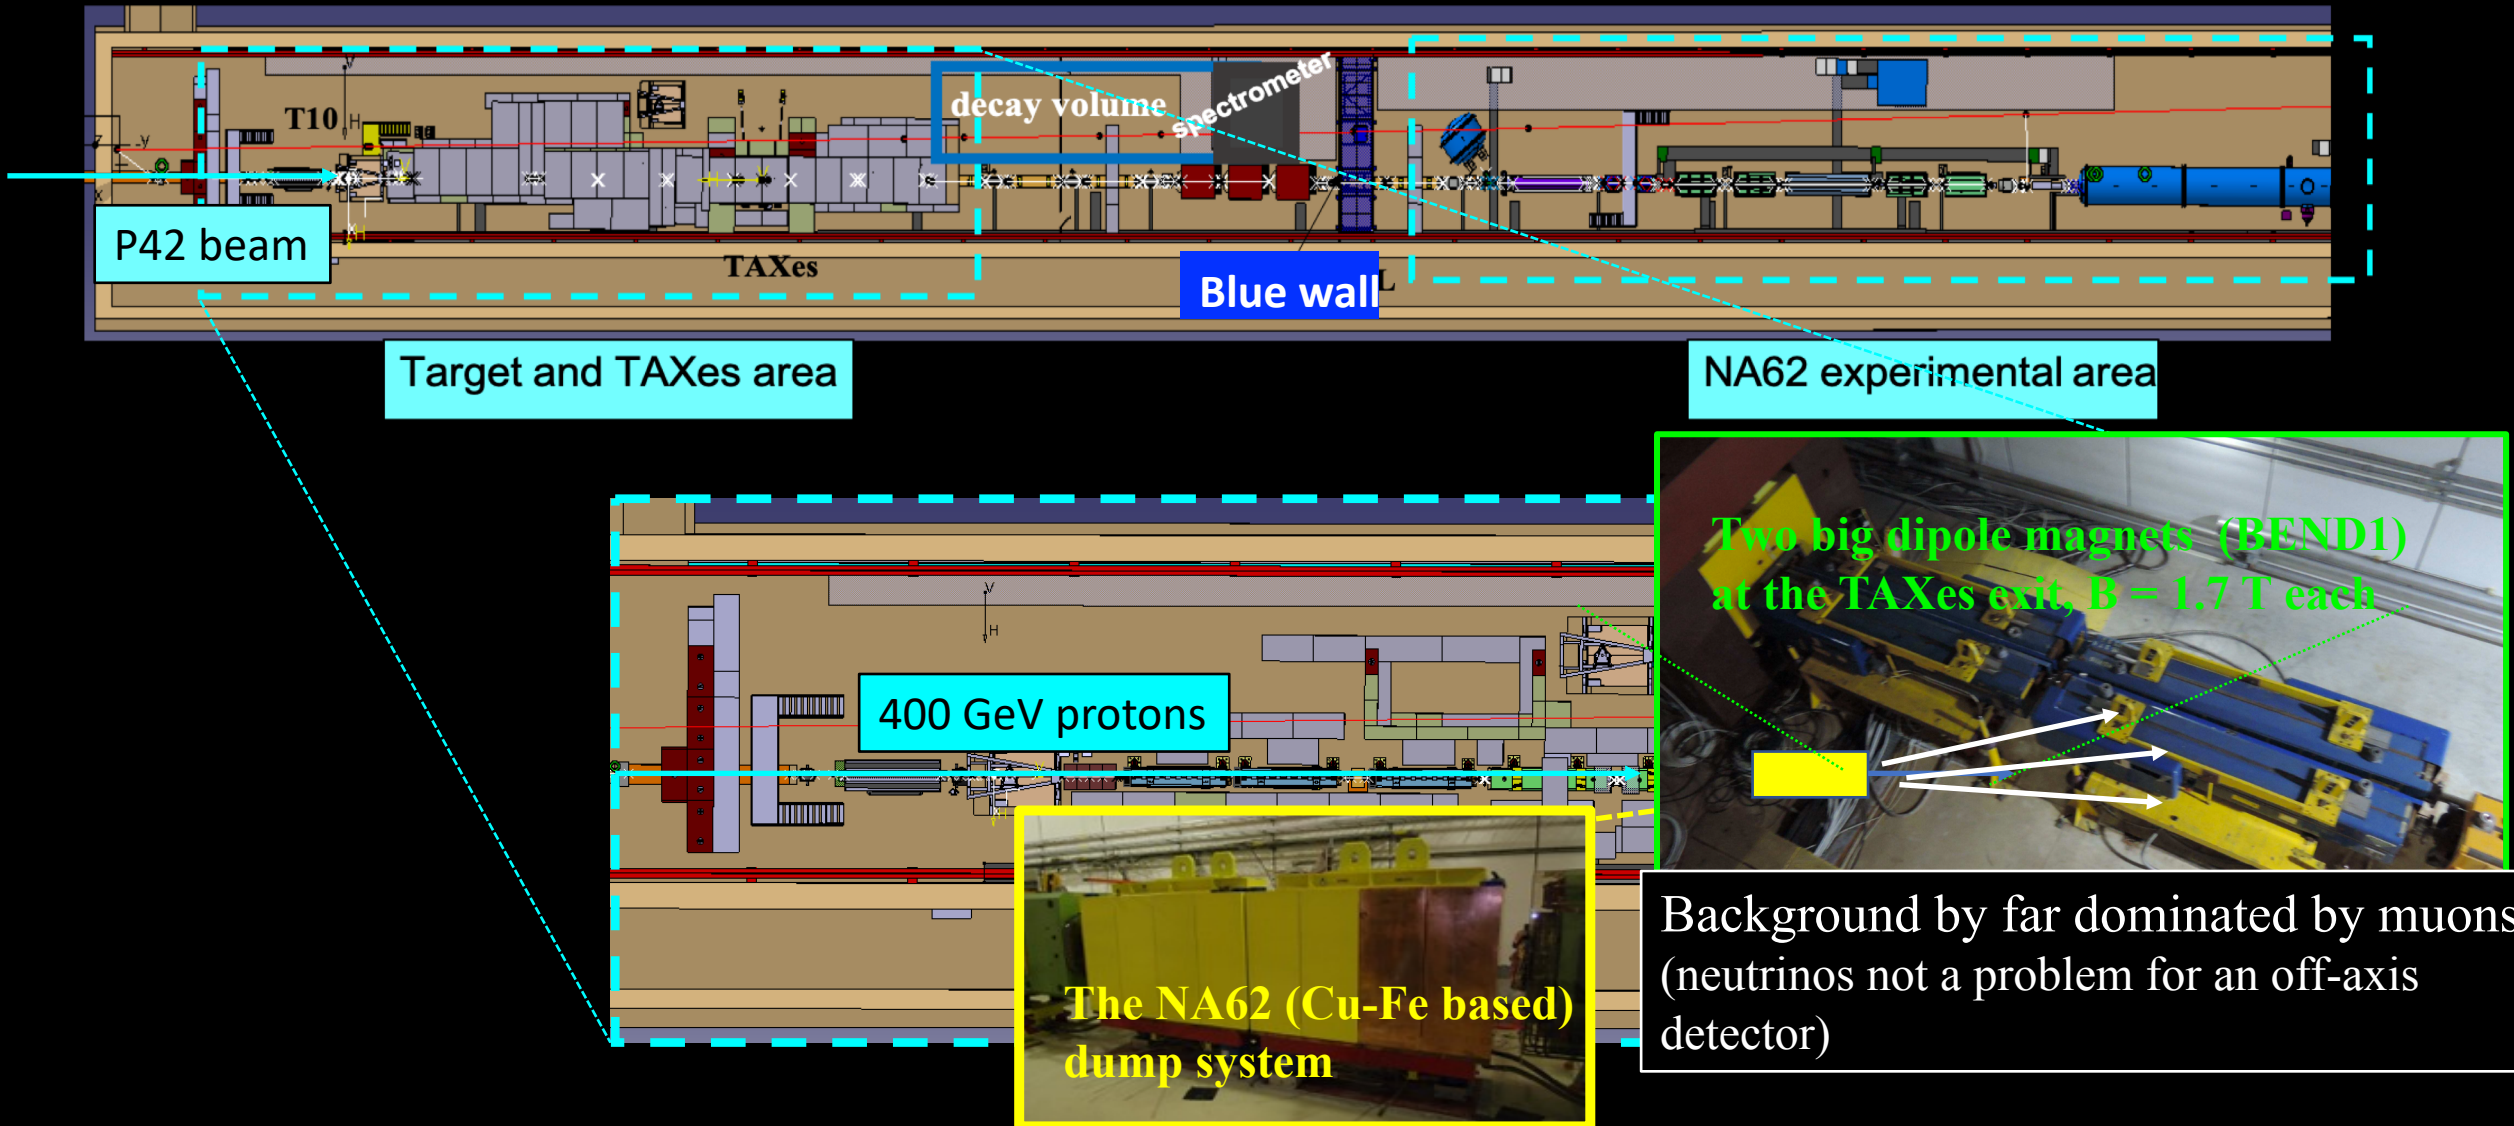 T10
decay volume
spectrometer
P42 beam
TAXes
Blue wall
L
Target and TAXes area
NA62 experimental area
Two big dipole magnets (BEND1)
at the TAXes exit, B = 1.7 T each
400 GeV protons
The NA62 (Cu-Fe based)
dump system
Background by far dominated by muons
(neutrinos not a problem for an off-axis
detector)